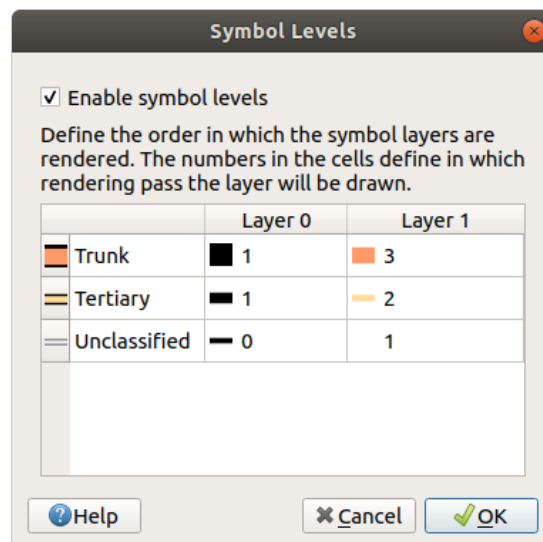 Symbol Levels
Enable symbol levels
Define the order in which the symbol layers are
rendered. The numbers in the cells define in which
rendering pass the layer will be drawn.
Layer 0 Layer 1
Trunk 1 3
Tertiary 1 2
Unclassified 0 1
Help Cancel OK